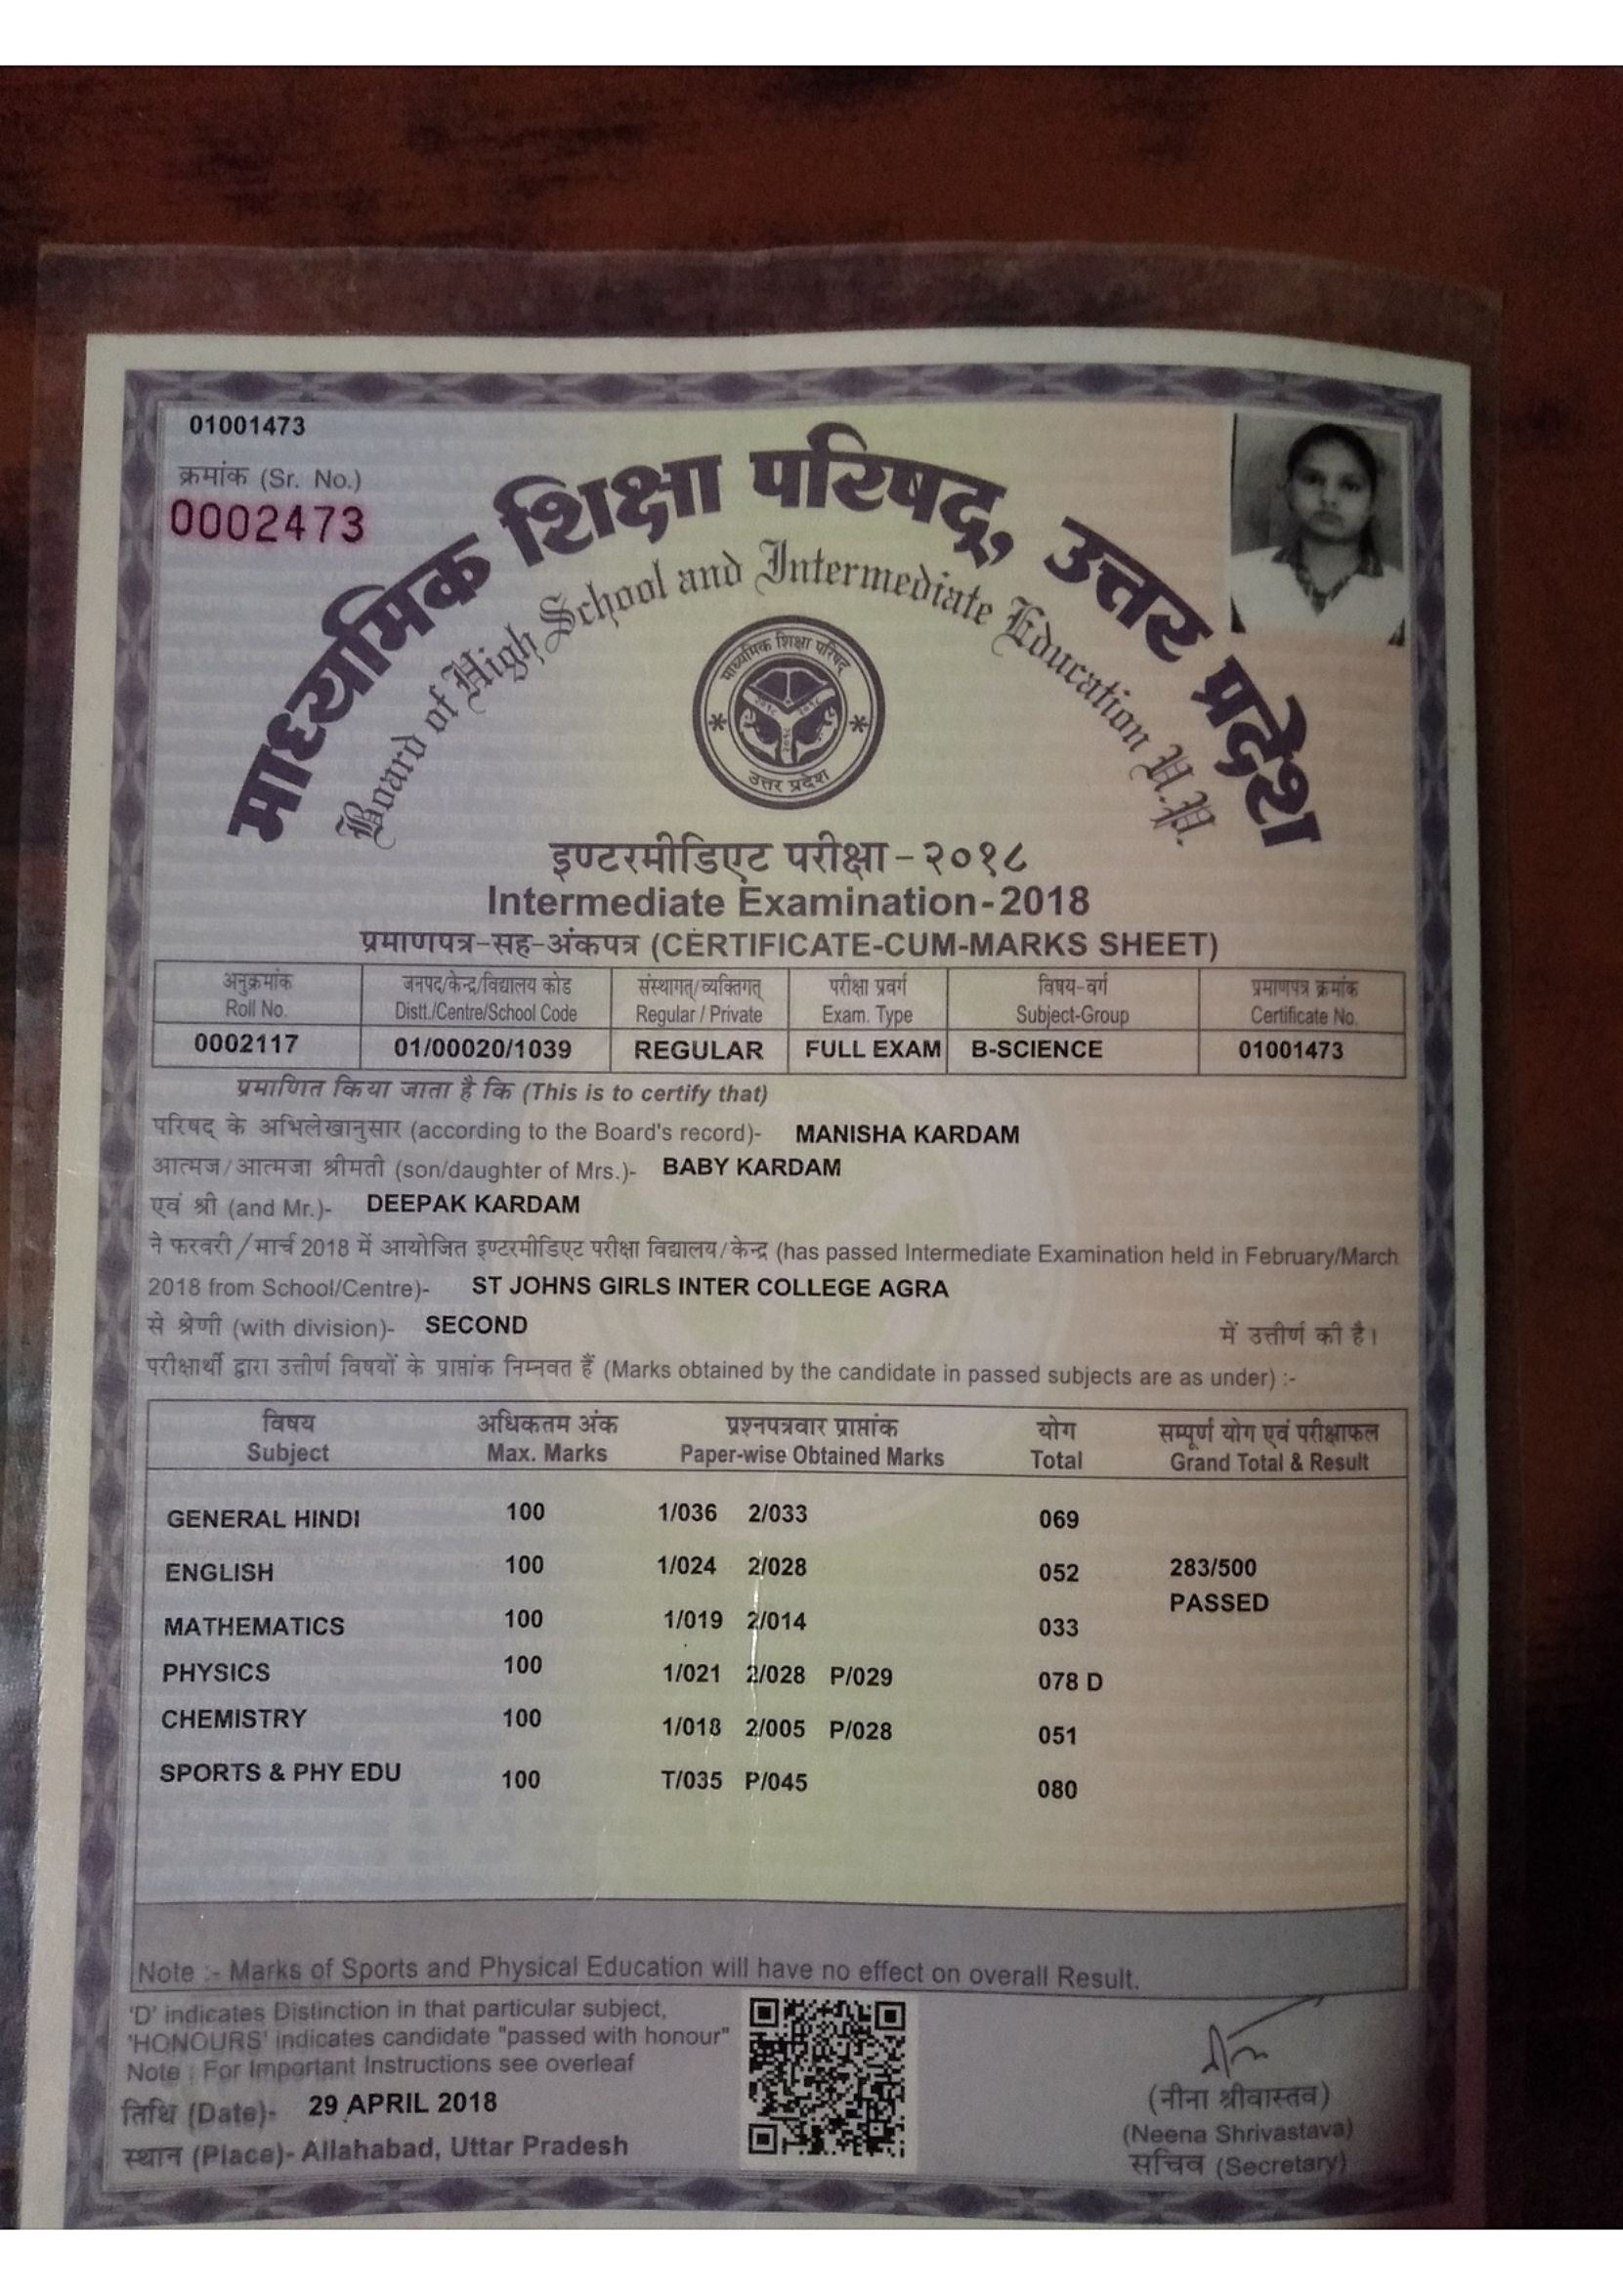 01001473
क्रमांक (Sr. No.)
0002473
माध्यमिक शिक्षा परिषद्, उत्तर प्रदेश
Board of High School and Intermediate Education U.P.
माध्यमिक शिक्षा परिषद्
उत्तर प्रदेश
इण्टरमीडिएट परीक्षा - २०१८
Intermediate Examination-2018
प्रमाणपत्र-सह-अंकपत्र (CERTIFICATE-CUM-MARKS SHEET)
अनुक्रमांक जनपद/केन्द्र/विद्यालय कोड संस्थागत्/व्यक्तिगत् परीक्षा प्रवर्ग विषय-वर्ग प्रमाणपत्र क्रमांक
Roll No. Distt./Centre/School Code Regular / Private Exam. Type Subject-Group Certificate No.
0002117 01/00020/1039 REGULAR FULL EXAM B-SCIENCE 01001473
प्रमाणित किया जाता है कि (This is to certify that)
परिषद् के अभिलेखानुसार (according to the Board's record)- MANISHA KARDAM
आत्मज/आत्मजा श्रीमती (son/daughter of Mrs.)- BABY KARDAM
एवं श्री (and Mr.)- DEEPAK KARDAM
ने फरवरी/मार्च 2018 में आयोजित इण्टरमीडिएट परीक्षा विद्यालय/केन्द्र (has passed Intermediate Examination held in February/March
2018 from School/Centre)- ST JOHNS GIRLS INTER COLLEGE AGRA
से श्रेणी (with division)- SECOND में उत्तीर्ण की है।
परीक्षार्थी द्वारा उत्तीर्ण विषयों के प्राप्तांक निम्नवत हैं (Marks obtained by the candidate in passed subjects are as under) :-
विषय अधिकतम अंक प्रश्नपत्रवार प्राप्तांक योग सम्पूर्ण योग एवं परीक्षाफल
Subject Max. Marks Paper-wise Obtained Marks Total Grand Total & Result
GENERAL HINDI 100 1/036 2/033 069
ENGLISH 100 1/024 2/028 052 283/500
PASSED
MATHEMATICS 100 1/019 2/014 033
PHYSICS 100 1/021 2/028 P/029 078 D
CHEMISTRY 100 1/018 2/005 P/028 051
SPORTS & PHY EDU 100 T/035 P/045 080
Note :- Marks of Sports and Physical Education will have no effect on overall Result.
'D' indicates Distinction in that particular subject,
'HONOURS' indicates candidate "passed with honour"
Note : For Important Instructions see overleaf
तिथि (Date)- 29 APRIL 2018
स्थान (Place)- Allahabad, Uttar Pradesh
(नीना श्रीवास्तव)
(Neena Shrivastava)
सचिव (Secretary)